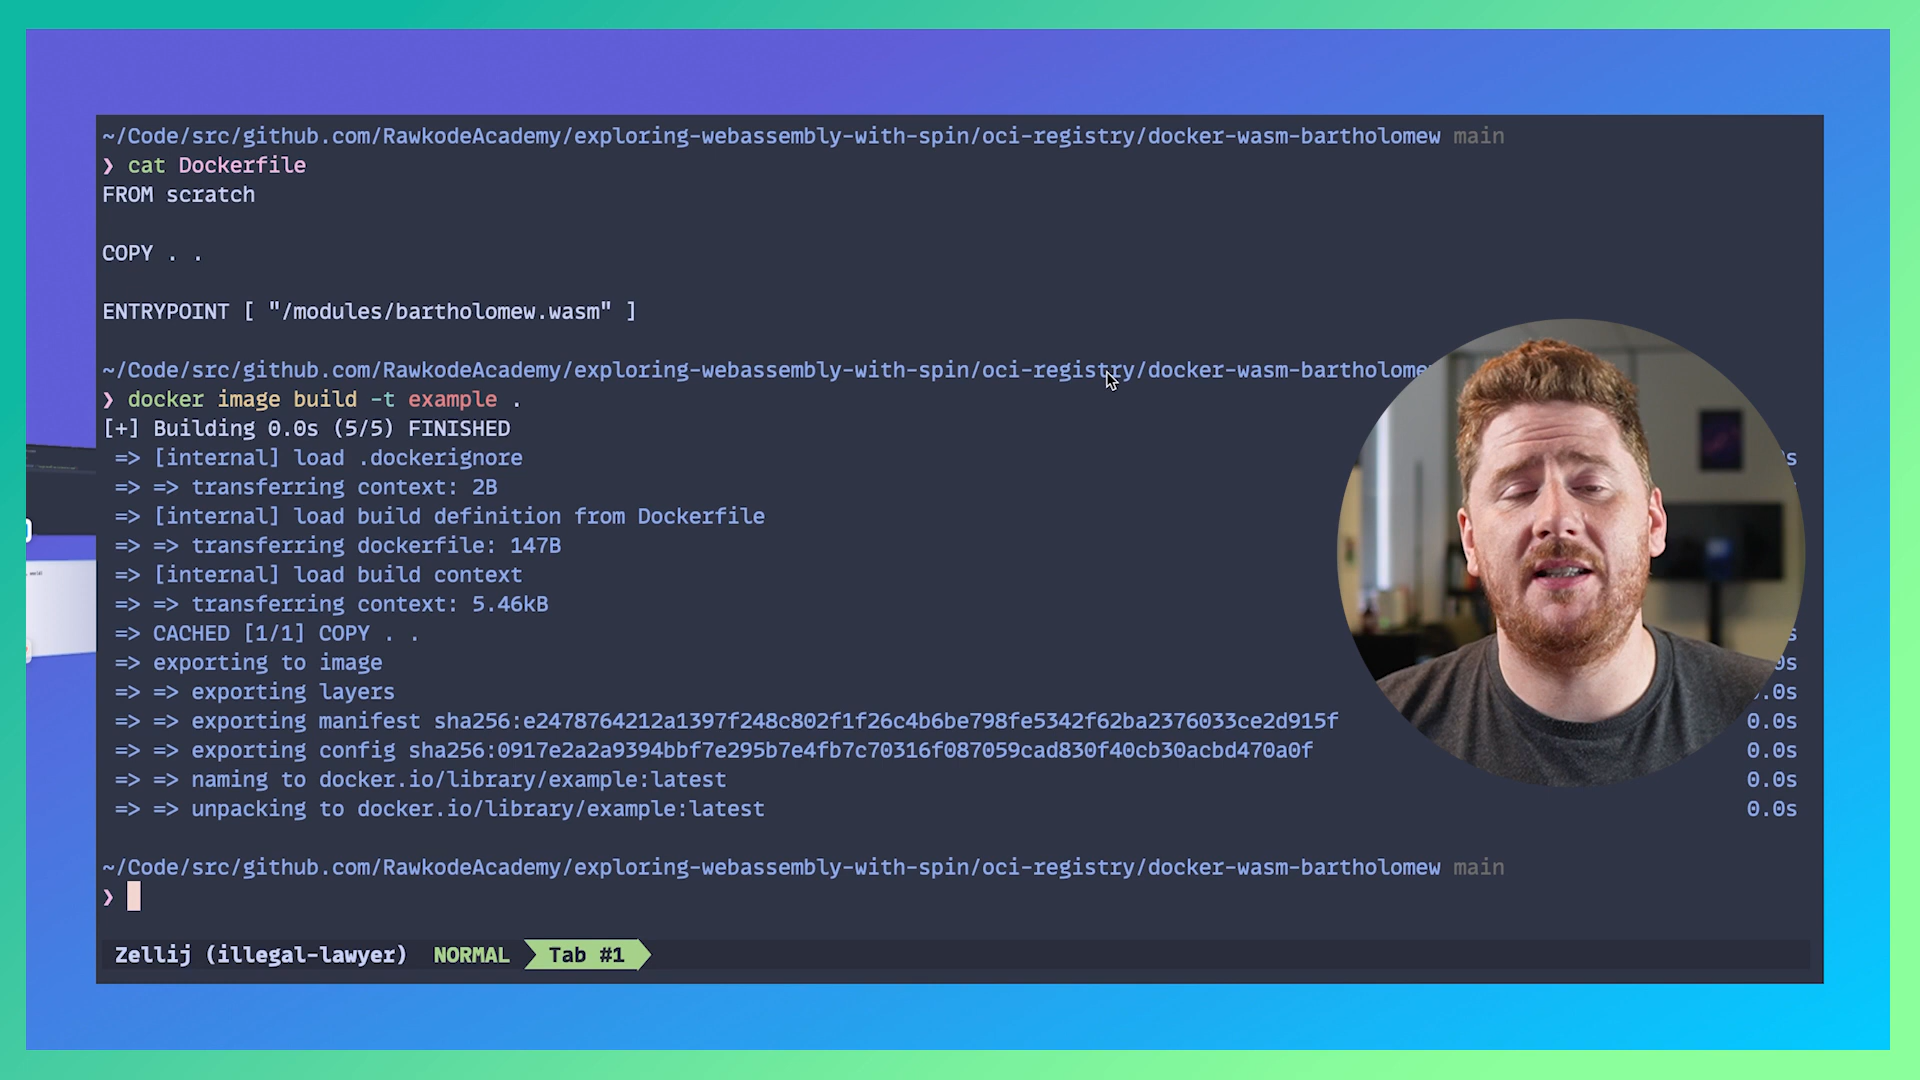 ~/Code/src/github.com/RawkodeAcademy/exploring-webassembly-with-spin/oci-registry/docker-wasm-bartholomew main
❯ cat Dockerfile
FROM scratch
COPY . .
ENTRYPOINT [ "/modules/bartholomew.wasm" ]
~/Code/src/github.com/RawkodeAcademy/exploring-webassembly-with-spin/oci-registry/docker-wasm-bartholome
❯ docker image build -t example .
[+] Building 0.0s (5/5) FINISHED
=> [internal] load .dockerignore s
=> => transferring context: 2B
=> [internal] load build definition from Dockerfile
=> => transferring dockerfile: 147B
=> [internal] load build context
=> => transferring context: 5.46kB
=> CACHED [1/1] COPY . . s
=> exporting to image 0s
=> => exporting layers .0s
=> => exporting manifest sha256:e2478764212a1397f248c802f1f26c4b6be798fe5342f62ba2376033ce2d915f 0.0s
=> => exporting config sha256:0917e2a2a9394bbf7e295b7e4fb7c70316f087059cad830f40cb30acbd470a0f 0.0s
=> => naming to docker.io/library/example:latest 0.0s
=> => unpacking to docker.io/library/example:latest 0.0s
~/Code/src/github.com/RawkodeAcademy/exploring-webassembly-with-spin/oci-registry/docker-wasm-bartholomew main
❯
Zellij (illegal-lawyer) NORMAL Tab #1